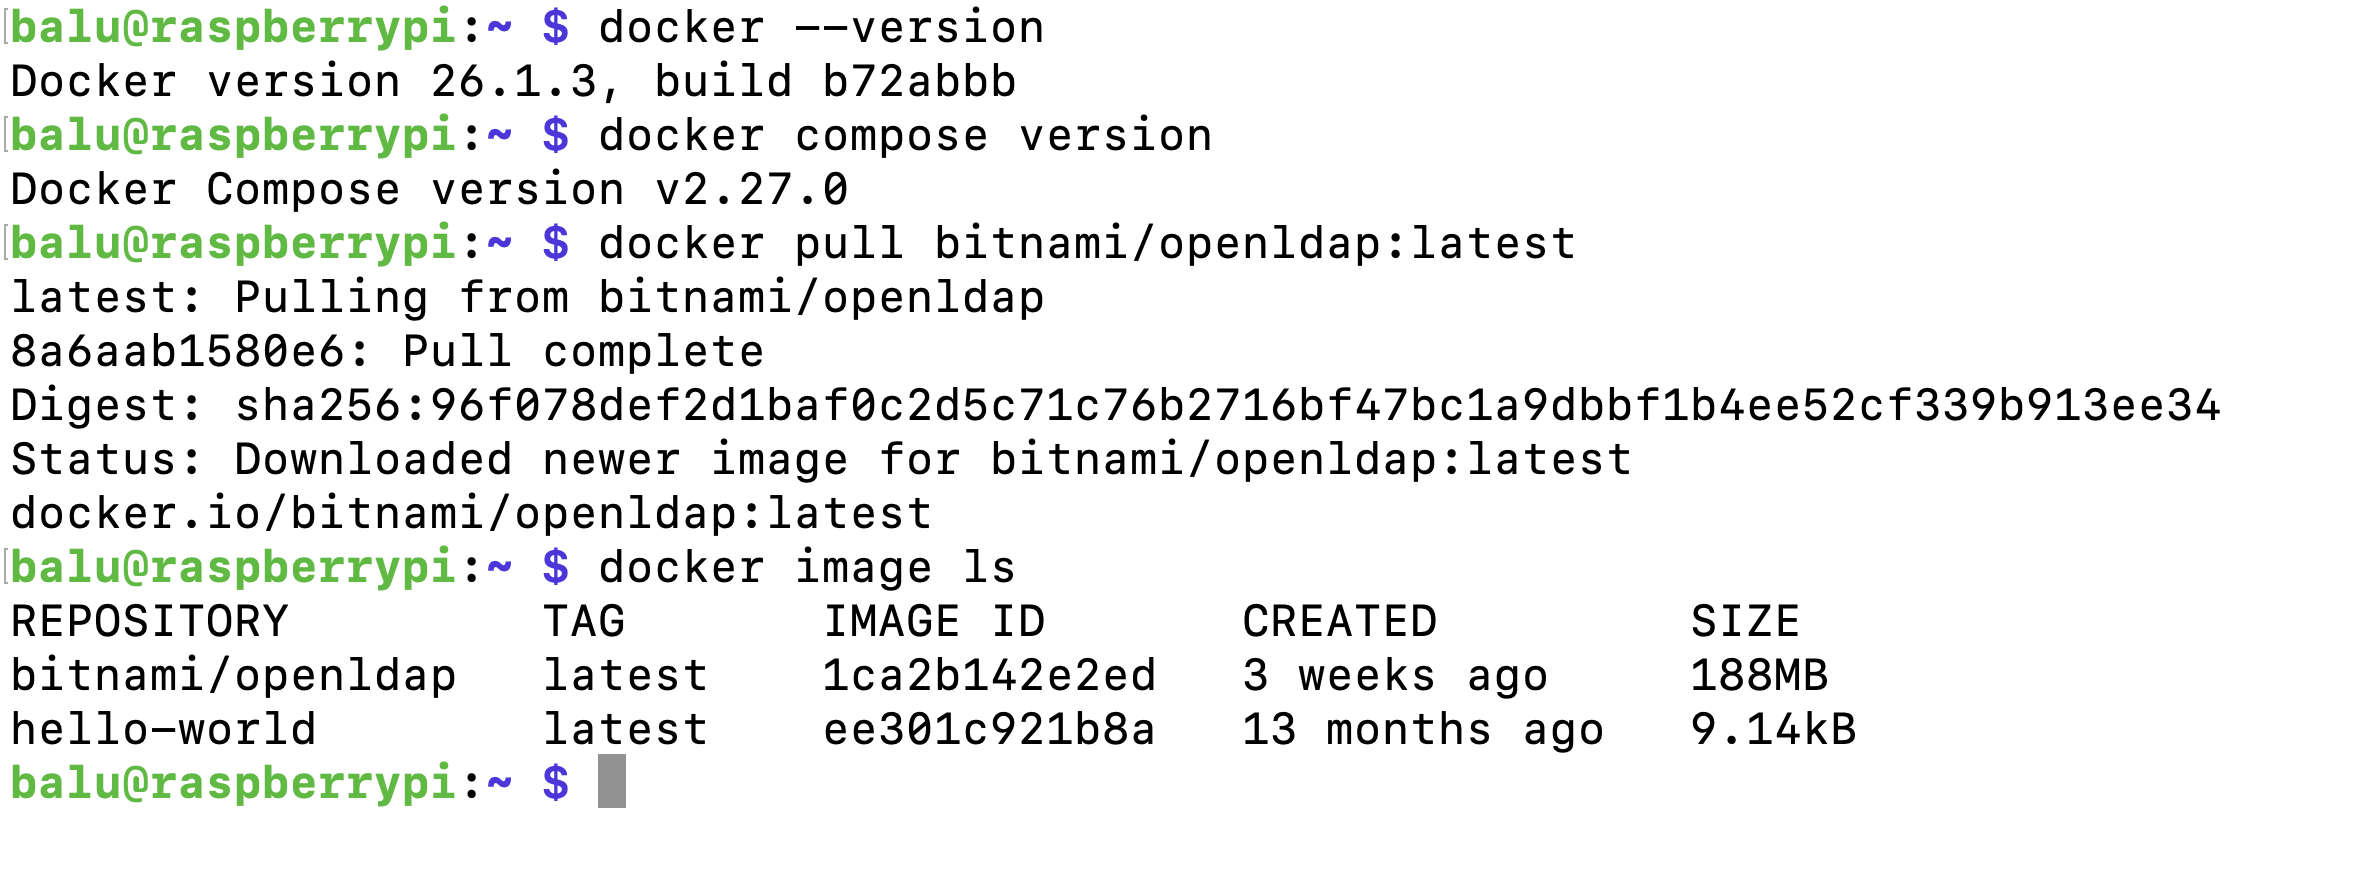 balu@raspberrypi:~ $ docker --version
Docker version 26.1.3, build b72abbb
balu@raspberrypi:~ $ docker compose version
Docker Compose version v2.27.0
balu@raspberrypi:~ $ docker pull bitnami/openldap:latest
latest: Pulling from bitnami/openldap
8a6aab1580e6: Pull complete
Digest: sha256:96f078def2d1baf0c2d5c71c76b2716bf47bc1a9dbbf1b4ee52cf339b913ee34
Status: Downloaded newer image for bitnami/openldap:latest
docker.io/bitnami/openldap:latest
balu@raspberrypi:~ $ docker image ls
REPOSITORY         TAG       IMAGE ID       CREATED         SIZE
bitnami/openldap   latest    1ca2b142e2ed   3 weeks ago     188MB
hello-world        latest    ee301c921b8a   13 months ago   9.14kB
balu@raspberrypi:~ $